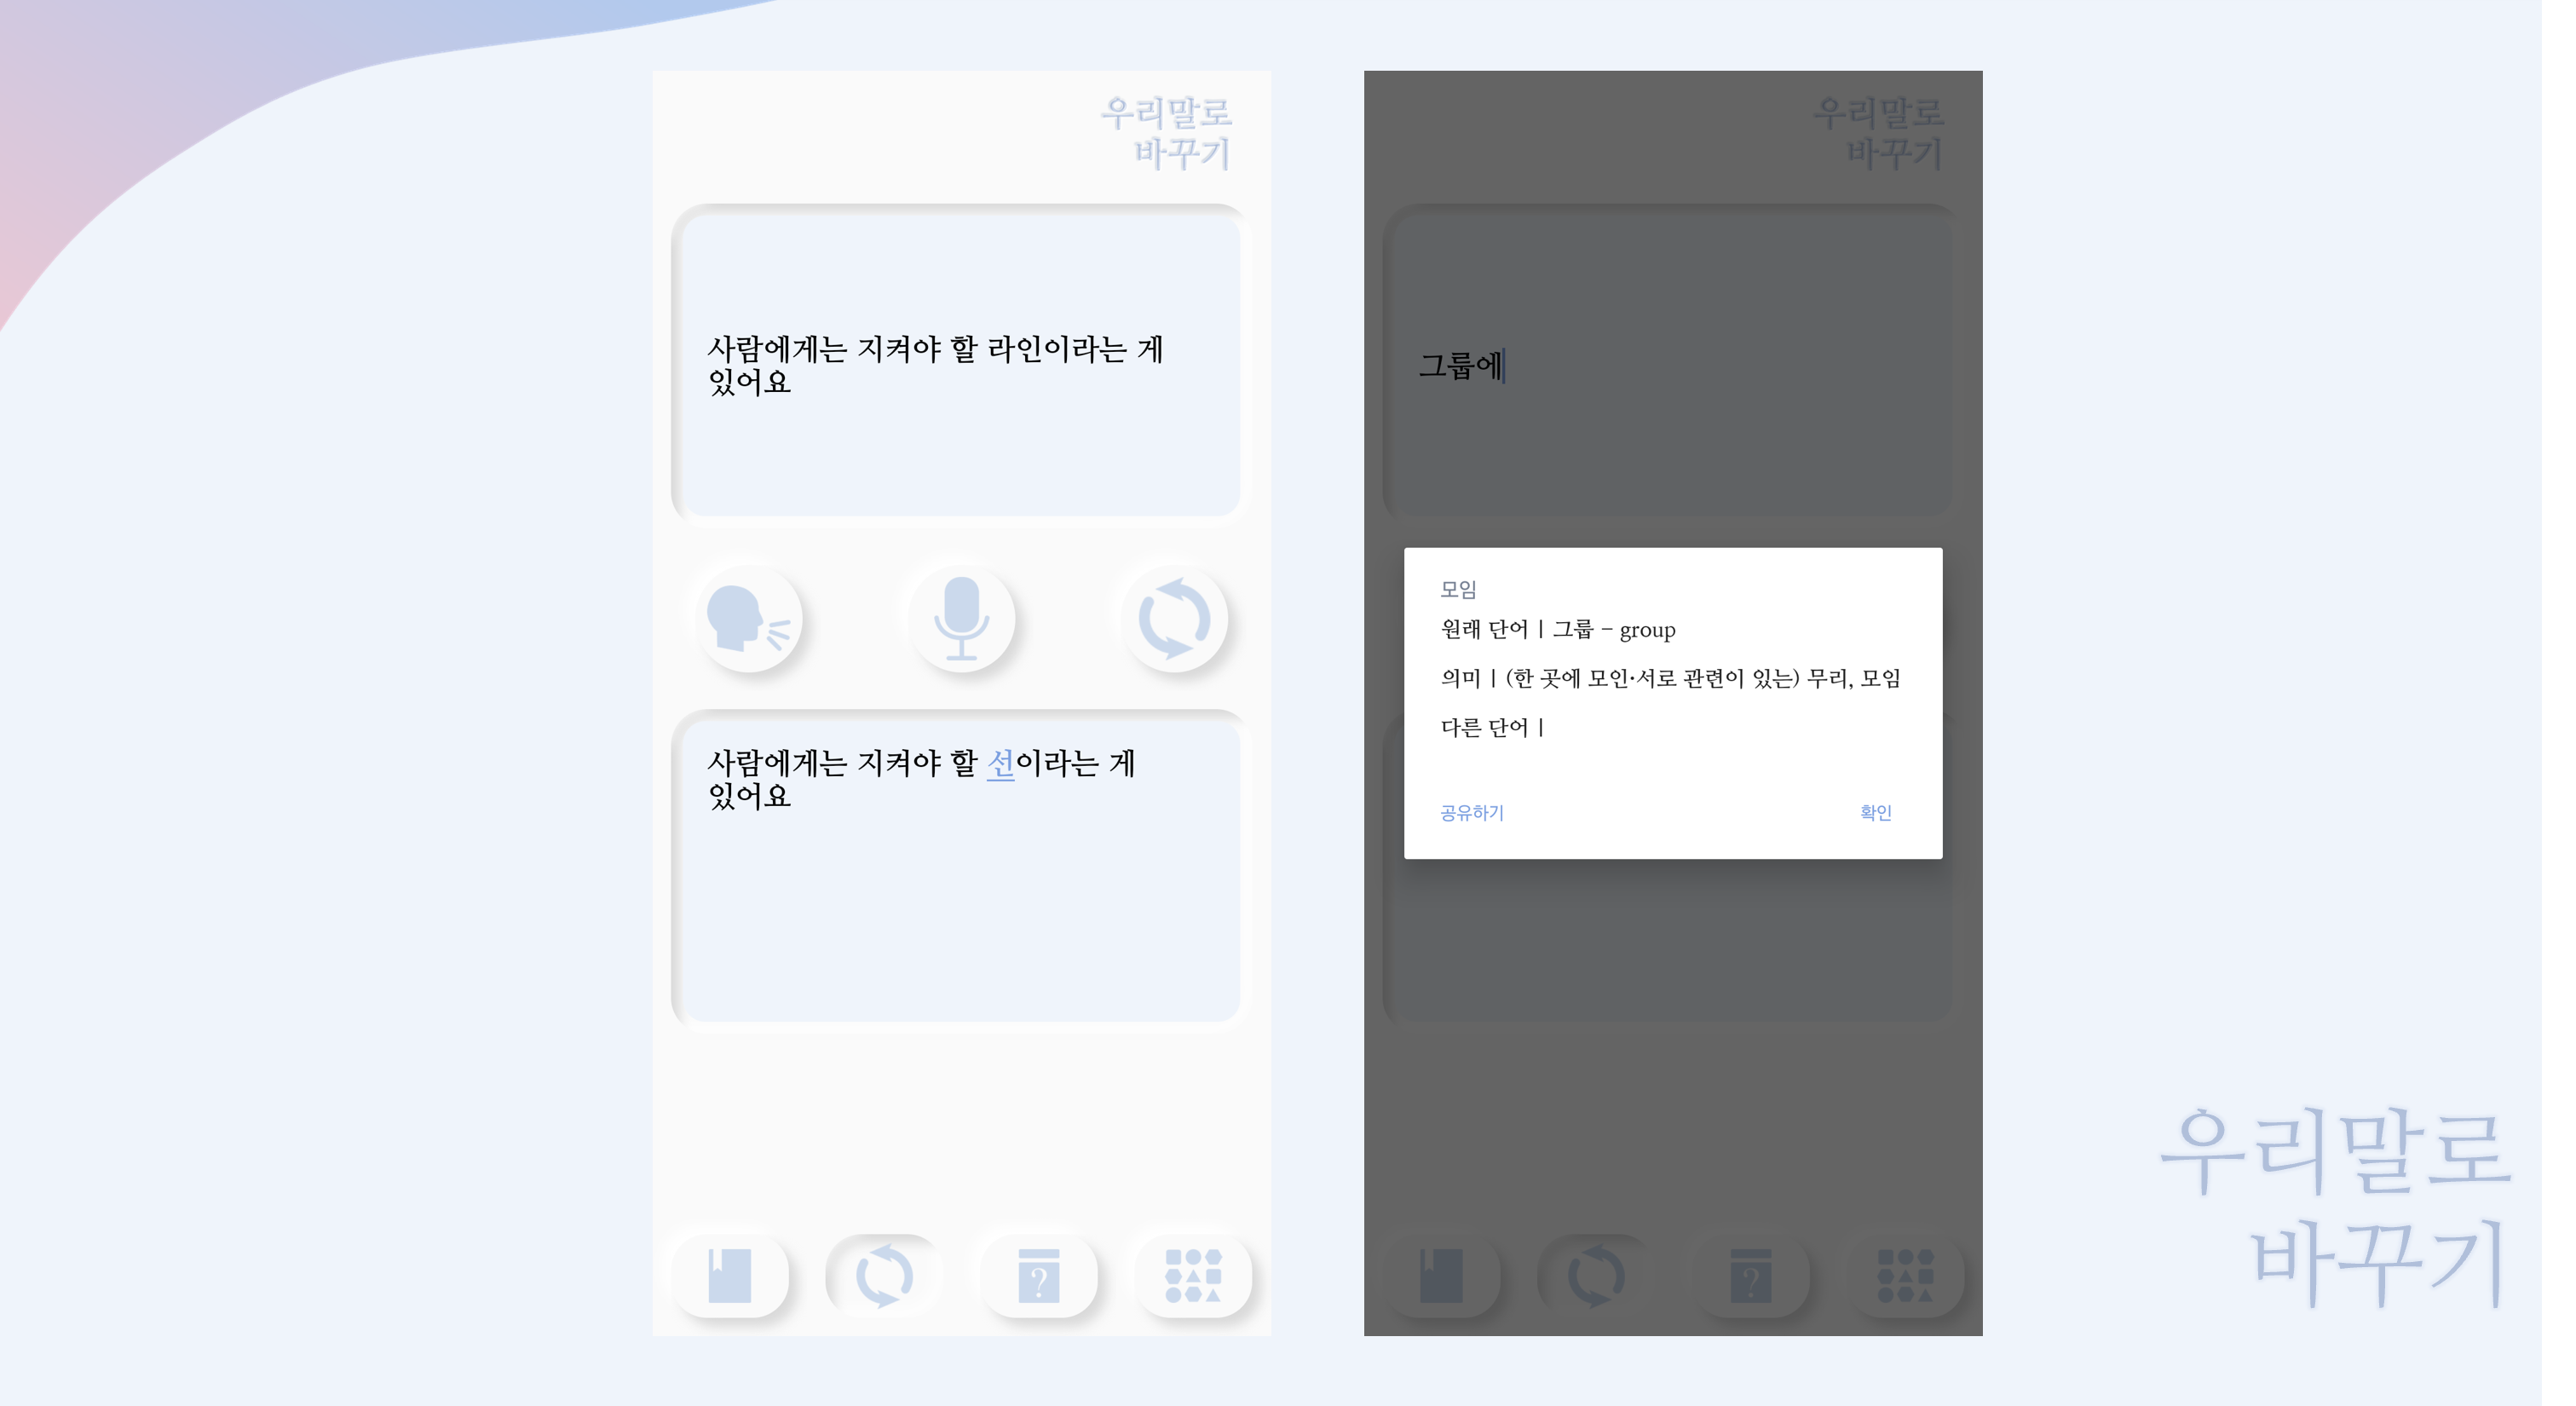 우리말로
바꾸기
사람에게는 지켜야 할 라인이라는 게
있어요
사람에게는 지켜야 할 선이라는 게
있어요
?
우리말로
바꾸기
그룹에
모임
원래 단어 | 그룹 - group
의미 | (한 곳에 모인·서로 관련이 있는) 무리, 모임
다른 단어 |
공유하기
확인
?
우리말로
바꾸기